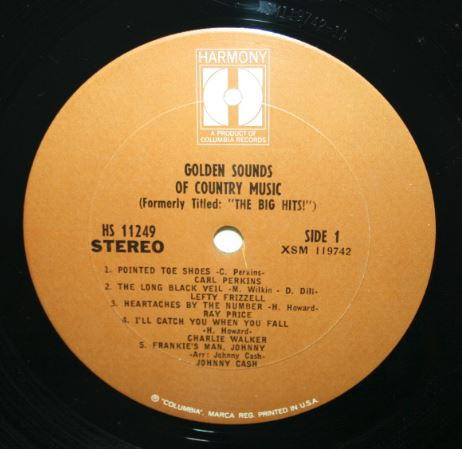 HARMONY
H
A PRODUCT OF
COLUMBIA RECORDS
GOLDEN SOUNDS
OF COUNTRY MUSIC
(Formerly Titled: "THE BIG HITS!")
HS 11249
STEREO
SIDE 1
XSM 119742
1. POINTED TOE SHOES -C. Perkins-
CARL PERKINS
2. THE LONG BLACK VEIL -M. Wilkin - D. Dill-
LEFTY FRIZZELL
3. HEARTACHES BY THE NUMBER -H. Howard-
RAY PRICE
4. I'LL CATCH YOU WHEN YOU FALL
-H. Howard-
CHARLIE WALKER
5. FRANKIE'S MAN, JOHNNY
-Arr: Johnny Cash-
JOHNNY CASH
℗ "COLUMBIA", MARCA REG. PRINTED IN U.S.A.